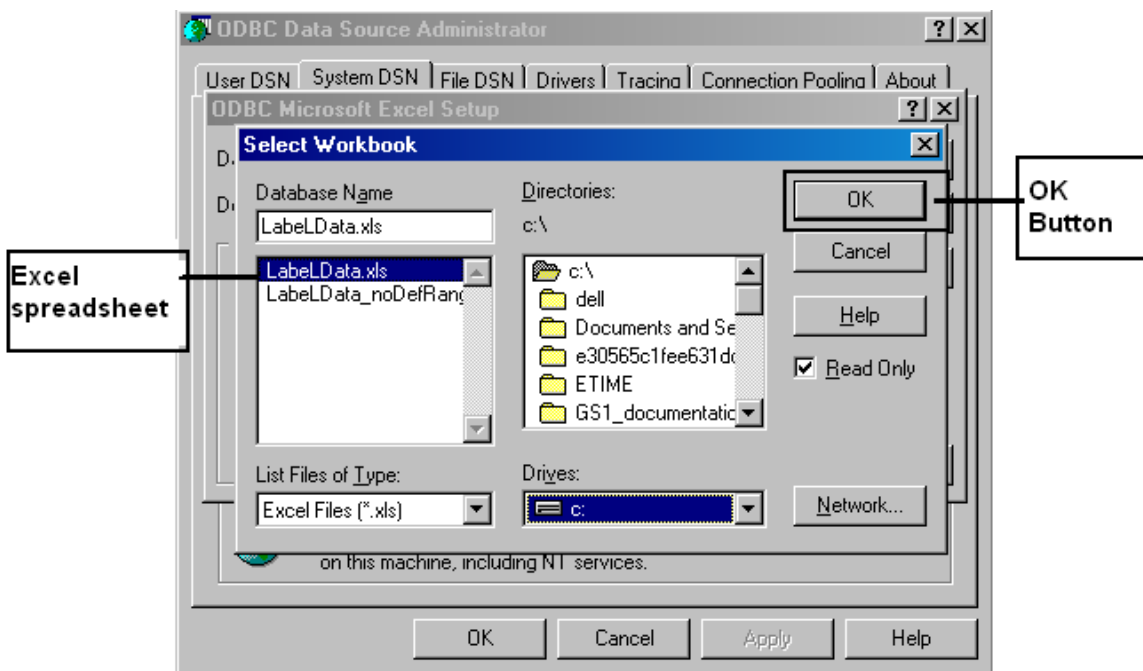 ODBC Data Source Administrator
User DSN System DSN File DSN Drivers Tracing Connection Pooling About
ODBC Microsoft Excel Setup
Select Workbook
Database Name
LabeLData.xls
LabeLData.xls
LabeLData_noDefRang
Directories:
c:\
c:\
dell
Documents and Se
e30565c1fee631dc
ETIME
GS1_documentatic
OK
Cancel
Help
Read Only
List Files of Type:
Excel Files (*.xls)
Drives:
c:
Network...
on this machine, including NT services.
OK Cancel Apply Help
Excel
spreadsheet
OK
Button